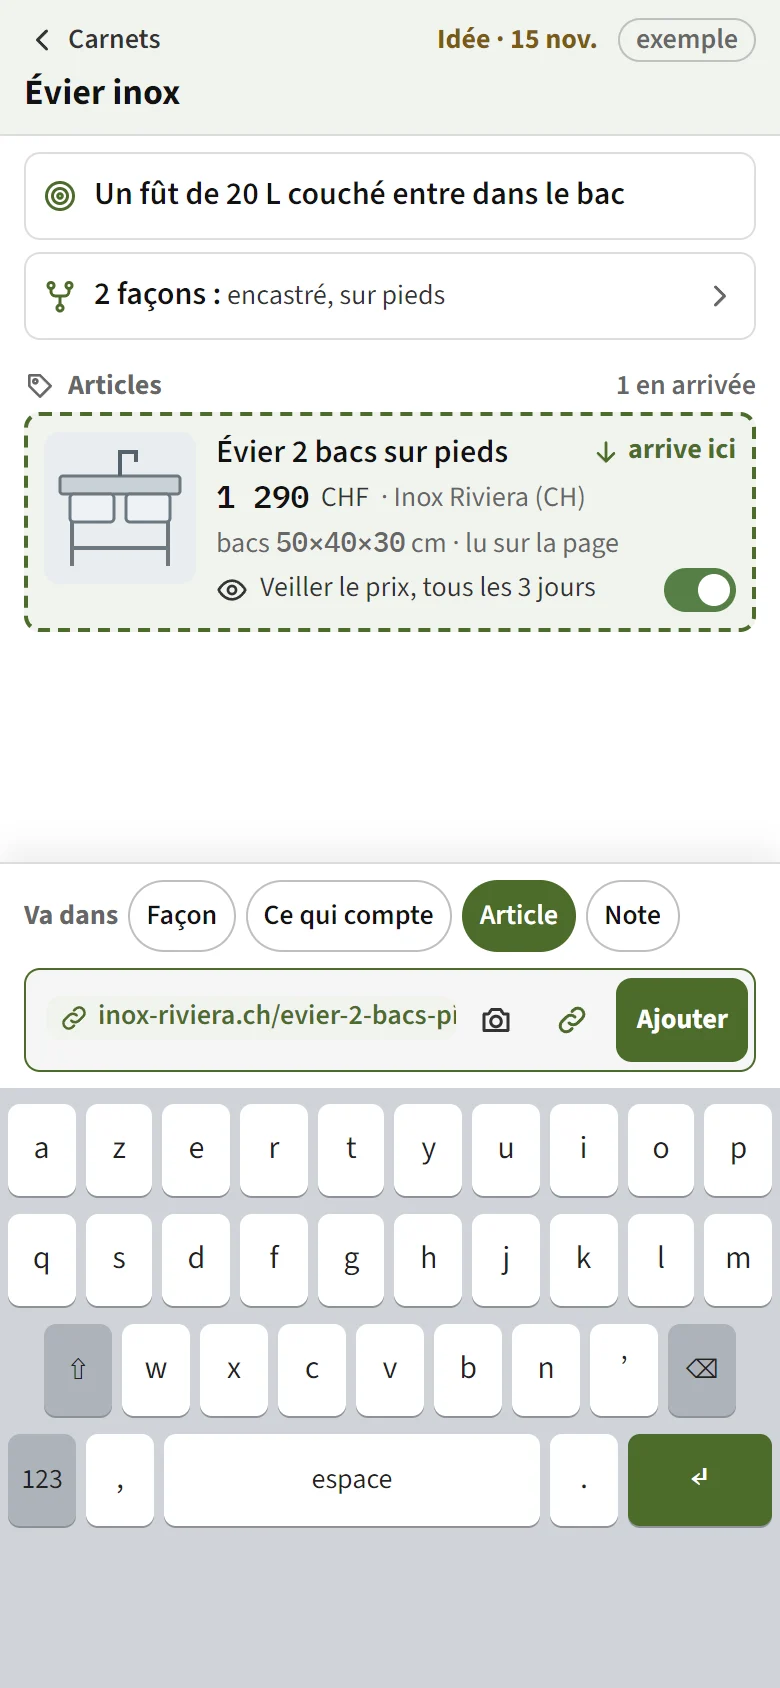 Carnets
Idée · 15 nov.
exemple
Évier inox
Un fût de 20 L couché entre dans le bac
2 façons : encastré, sur pieds
Articles
1 en arrivée
Évier 2 bacs sur pieds
↓ arrive ici
1 290 CHF · Inox Riviera (CH)
bacs 50×40×30 cm · lu sur la page
Veiller le prix, tous les 3 jours
Va dans
Façon
Ce qui compte
Article
Note
inox-riviera.ch/evier-2-bacs-pi
Ajouter
a z e r t y u i o p
q s d f g h j k l m
⇧ w x c v b n ’ ⌫
123 , espace . ↵